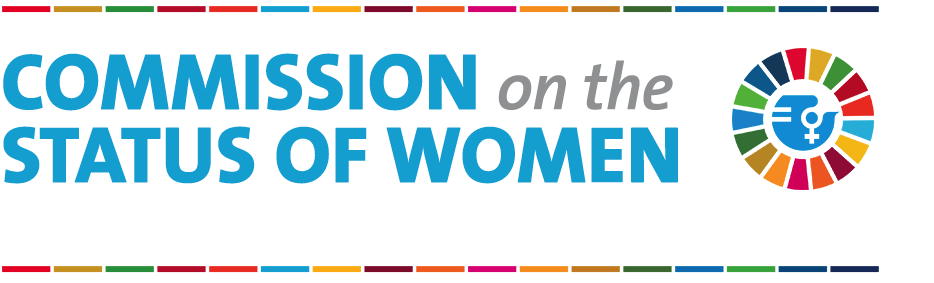 COMMISSION on the
STATUS OF WOMEN